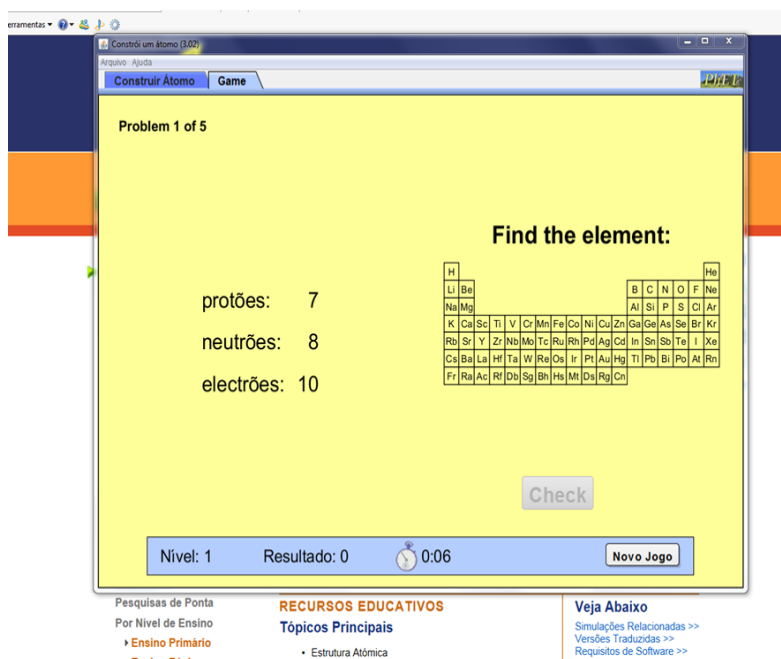 erramentas
Constrói um átomo (3.02)
Arquivo Ajuda
Construir Átomo Game
PhET
Problem 1 of 5
Find the element:
H He
Li Be B C N O F Ne
Na Mg Al Si P S Cl Ar
K Ca Sc Ti V Cr Mn Fe Co Ni Cu Zn Ga Ge As Se Br Kr
Rb Sr Y Zr Nb Mo Tc Ru Rh Pd Ag Cd In Sn Sb Te I Xe
Cs Ba La Hf Ta W Re Os Ir Pt Au Hg Tl Pb Bi Po At Rn
Fr Ra Ac Rf Db Sg Bh Hs Mt Ds Rg Cn
protões: 7
neutrões: 8
electrões: 10
Check
Nível: 1 Resultado: 0 0:06 Novo Jogo
Pesquisas de Ponta
Por Nivel de Ensino
Ensino Primário
RECURSOS EDUCATIVOS
Tópicos Principais
• Estrutura Atómica
Veja Abaixo
Simulações Relacionadas >>
Versões Traduzidas >>
Requisitos de Software >>